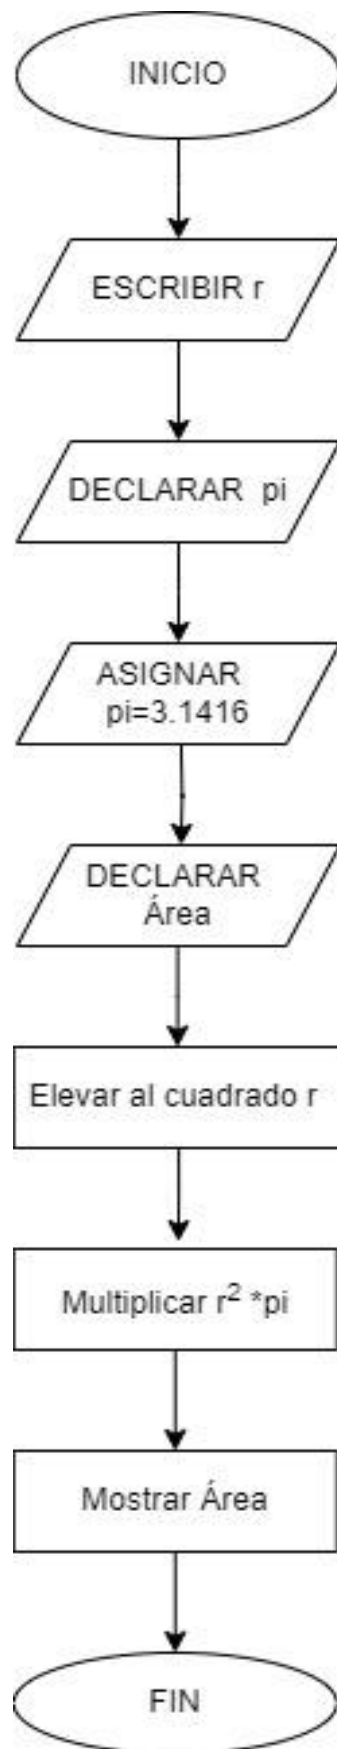 INICIO
ESCRIBIR r
DECLARAR pi
ASIGNAR
pi=3.1416
DECLARAR
Área
Elevar al cuadrado r
Multiplicar r² *pi
Mostrar Área
FIN